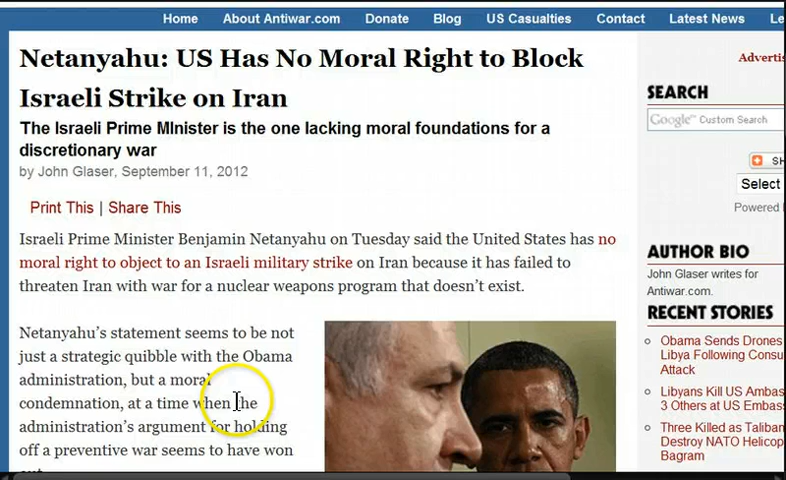 Home About Antiwar.com Donate Blog US Casualties Contact Latest News Le
Netanyahu: US Has No Moral Right to Block
Israeli Strike on Iran
The Israeli Prime MInister is the one lacking moral foundations for a
discretionary war
by John Glaser, September 11, 2012
Print This | Share This
Israeli Prime Minister Benjamin Netanyahu on Tuesday said the United States has no
moral right to object to an Israeli military strike on Iran because it has failed to
threaten Iran with war for a nuclear weapons program that doesn't exist.
Netanyahu's statement seems to be not
just a strategic quibble with the Obama
administration, but a moral
condemnation, at a time when the
administration's argument for holding
off a preventive war seems to have won
Advertis
SEARCH
Google™ Custom Search
SH
Select
Powered
AUTHOR BIO
John Glaser writes for
Antiwar.com.
RECENT STORIES
Obama Sends Drones
Libya Following Consu
Attack
Libyans Kill US Ambas
3 Others at US Embass
Three Killed as Taliban
Destroy NATO Helicop
Bagram